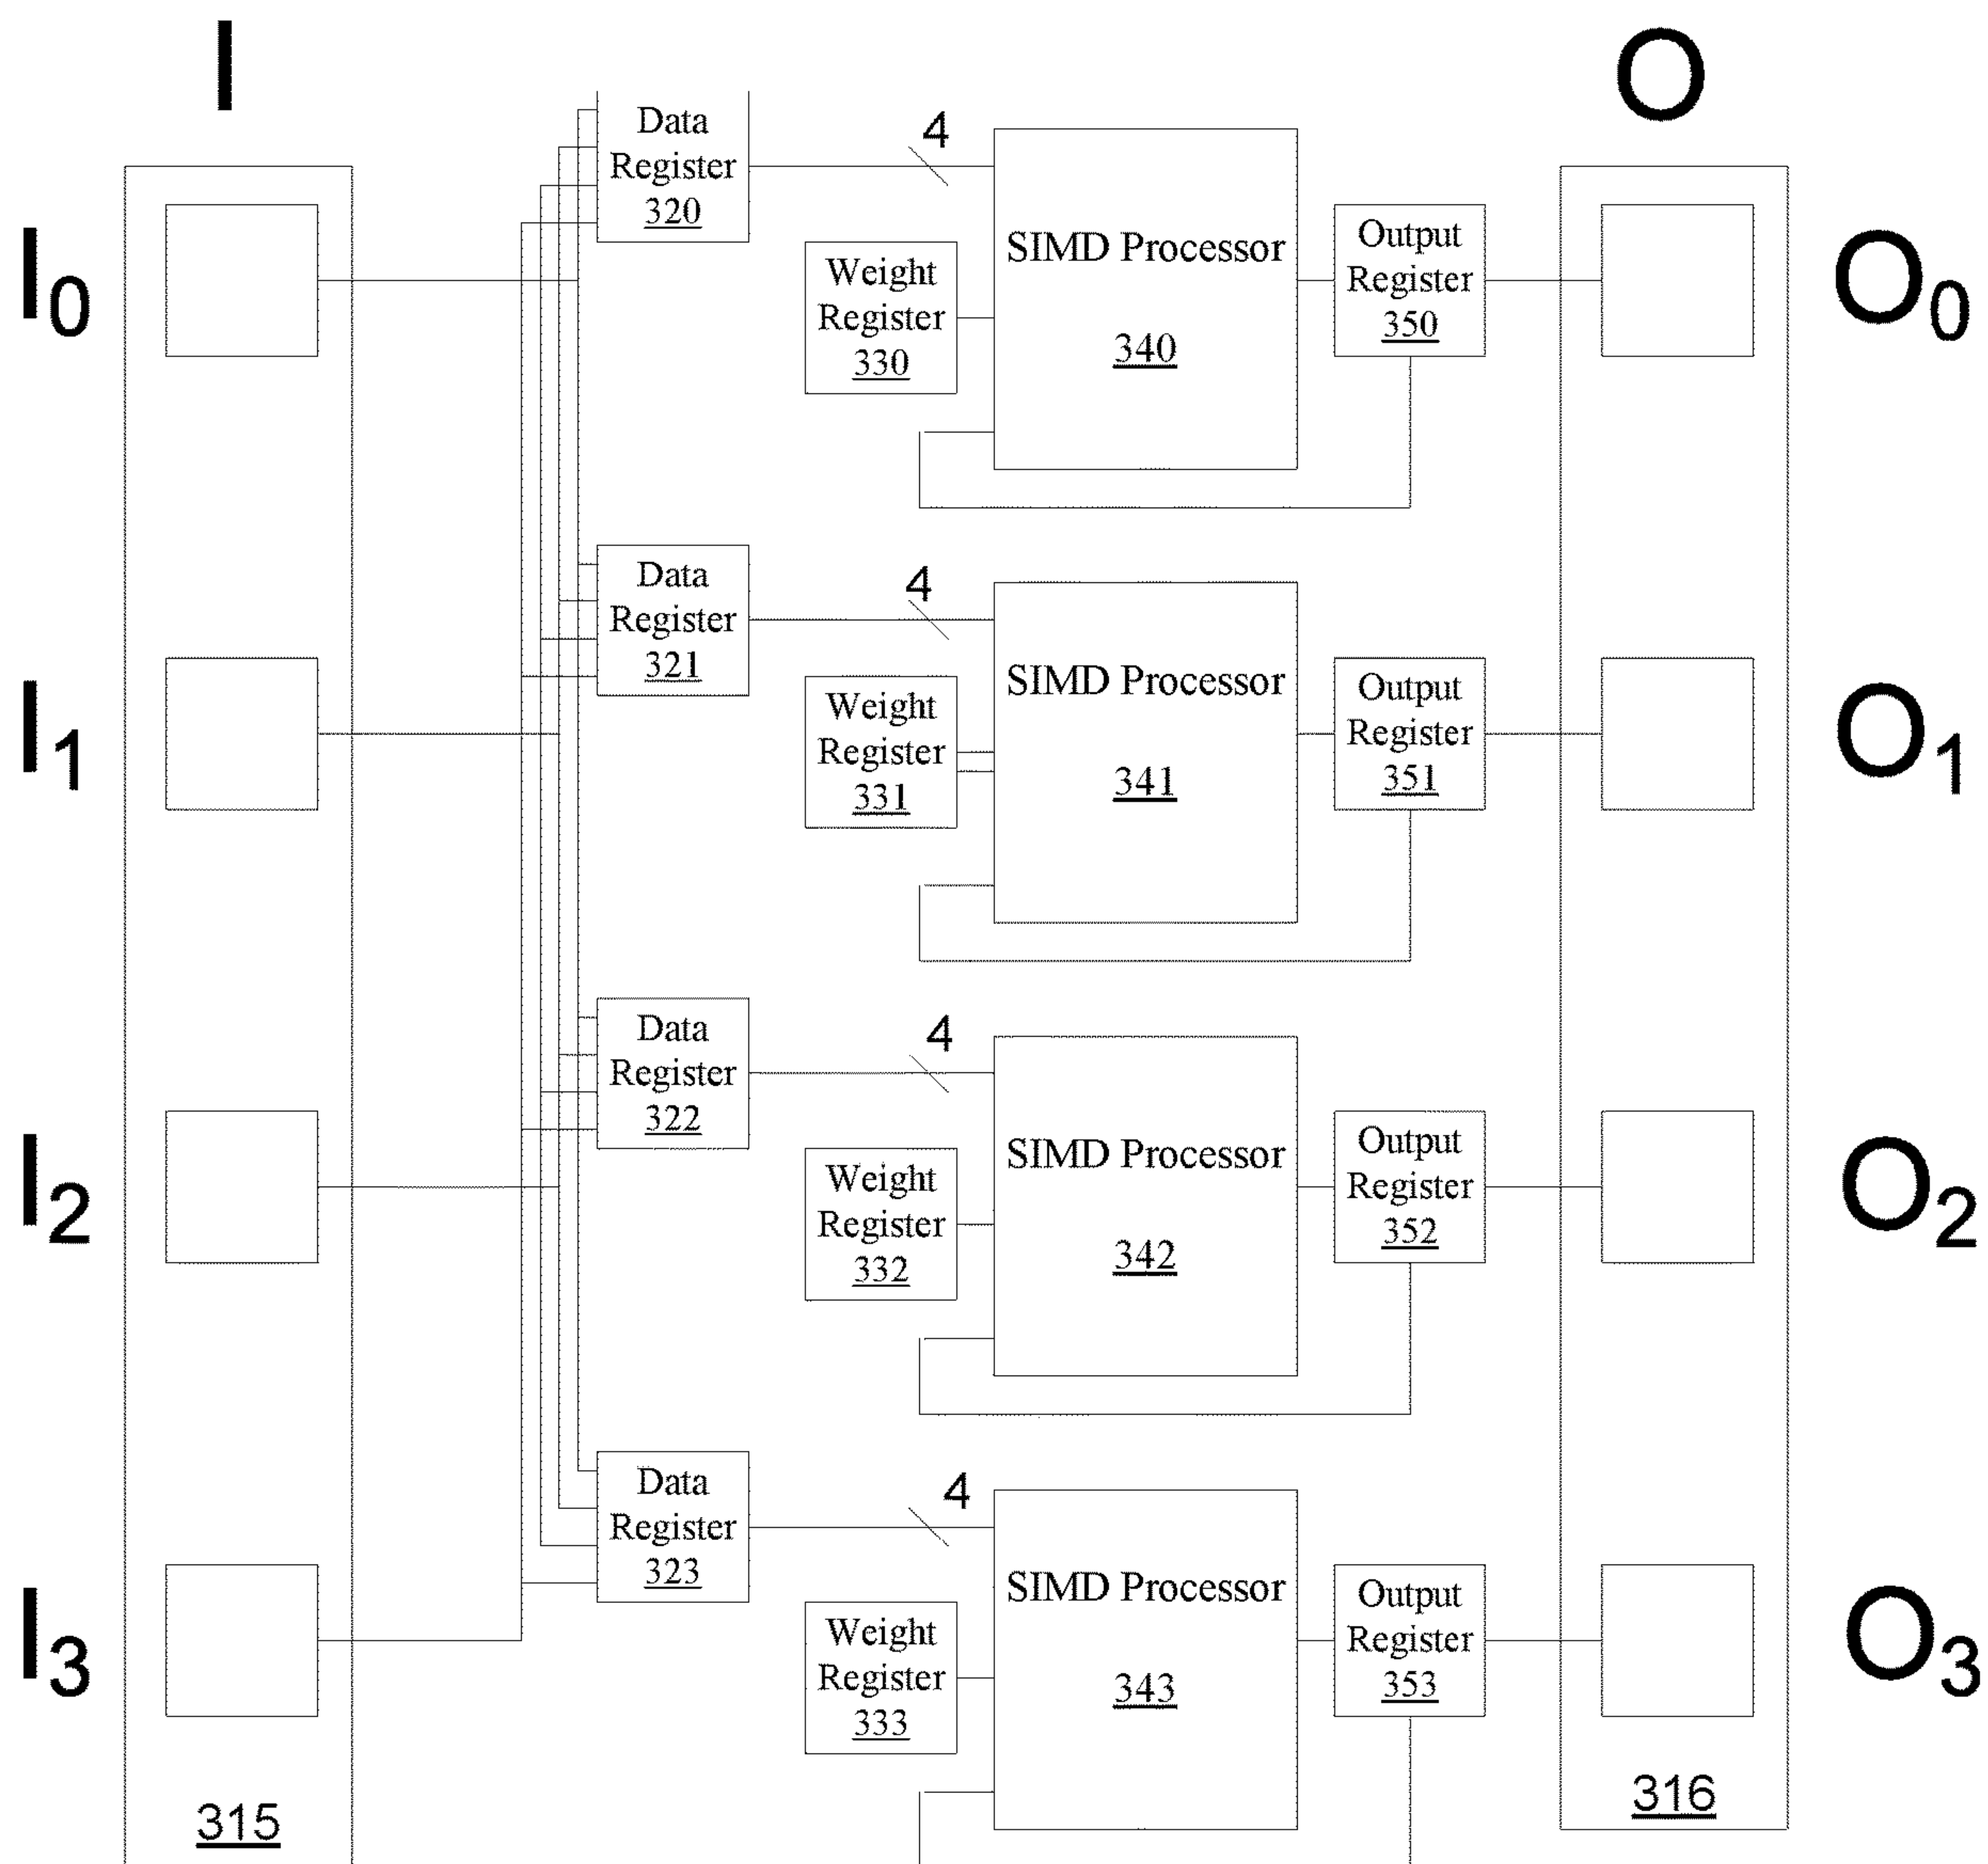 I
O
Data
Register
320
4
SIMD Processor
340
Weight
Register
330
Output
Register
350
I0
O0
Data
Register
321
4
SIMD Processor
341
Weight
Register
331
Output
Register
351
I1
O1
Data
Register
322
4
SIMD Processor
342
Weight
Register
332
Output
Register
352
I2
O2
Data
Register
323
4
SIMD Processor
343
Weight
Register
333
Output
Register
353
I3
O3
315
316